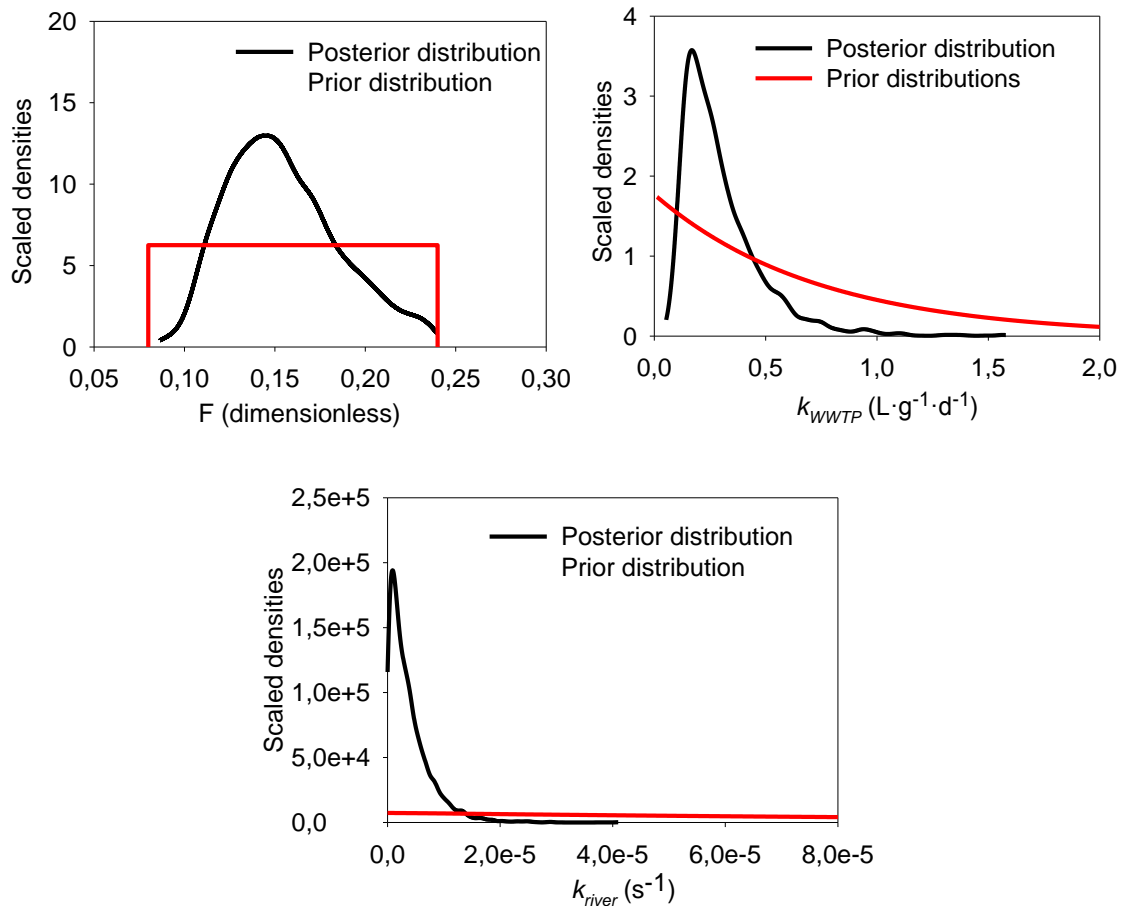 20
15
10
5
0
Scaled densities
Posterior distribution
Prior distribution
0,05 0,10 0,15 0,20 0,25 0,30
F (dimensionless)
4
3
2
1
0
Scaled densities
Posterior distribution
Prior distributions
0,0 0,5 1,0 1,5 2,0
k_WWTP (L·g⁻¹·d⁻¹)
2,5e+5
2,0e+5
1,5e+5
1,0e+5
5,0e+4
0,0
Scaled densities
Posterior distribution
Prior distribution
0,0 2,0e-5 4,0e-5 6,0e-5 8,0e-5
k_river (s⁻¹)